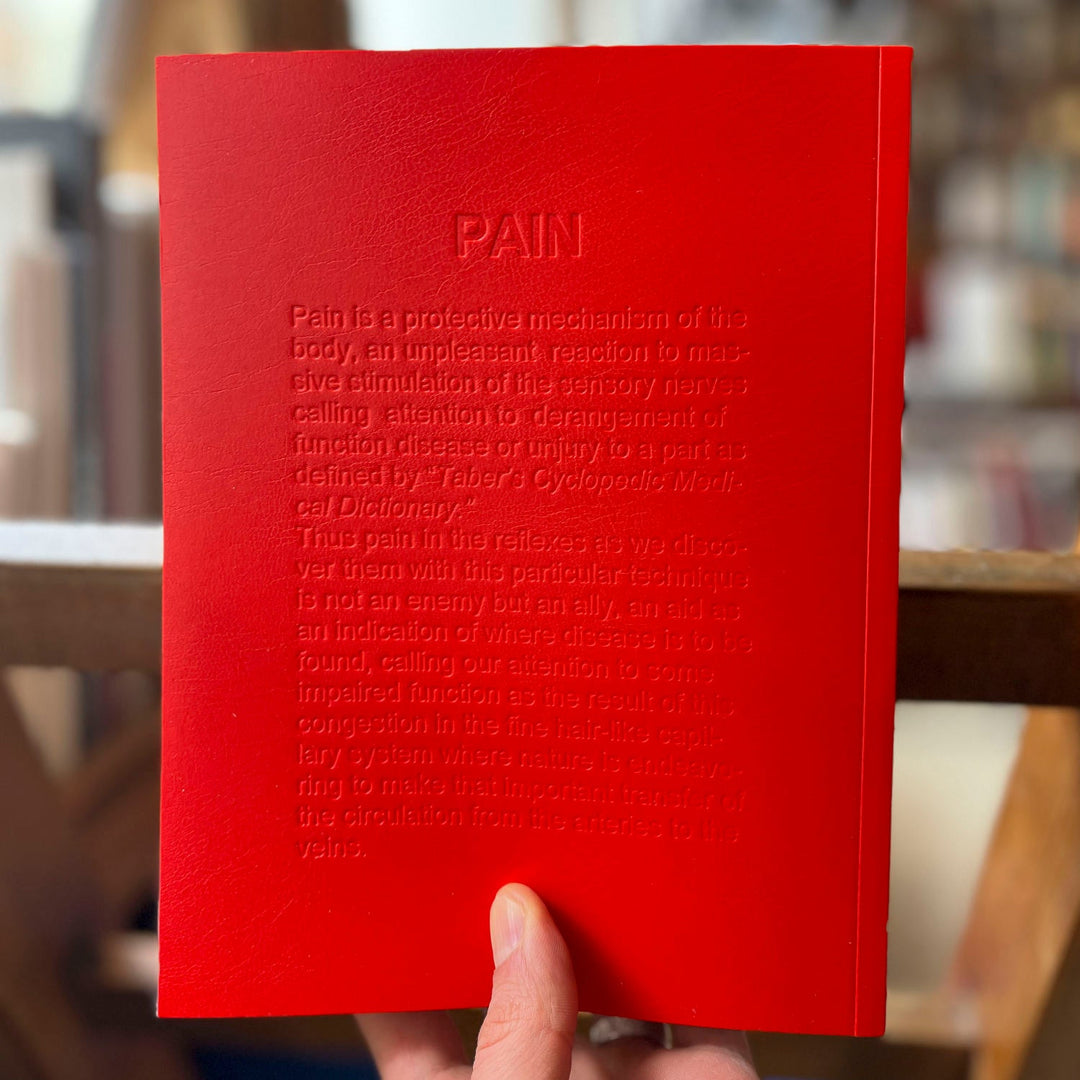 PAIN
Pain is a protective mechanism of the
body, an unpleasant reaction to mas-
sive stimulation of the sensory nerves
calling attention to derangement of
function disease or unjury to a part as
defined by "Taber's Cyclopedic Medi-
cal Dictionary."
Thus pain in the reflexes as we disco-
ver them with this particular technique
is not an enemy but an ally, an aid as
an indication of where disease is to be
found, calling our attention to some
impaired function as the result of this
congestion in the fine hair-like capil-
lary system where nature is endeavo-
ring to make that important transfer of
the circulation from the arteries to the
veins.